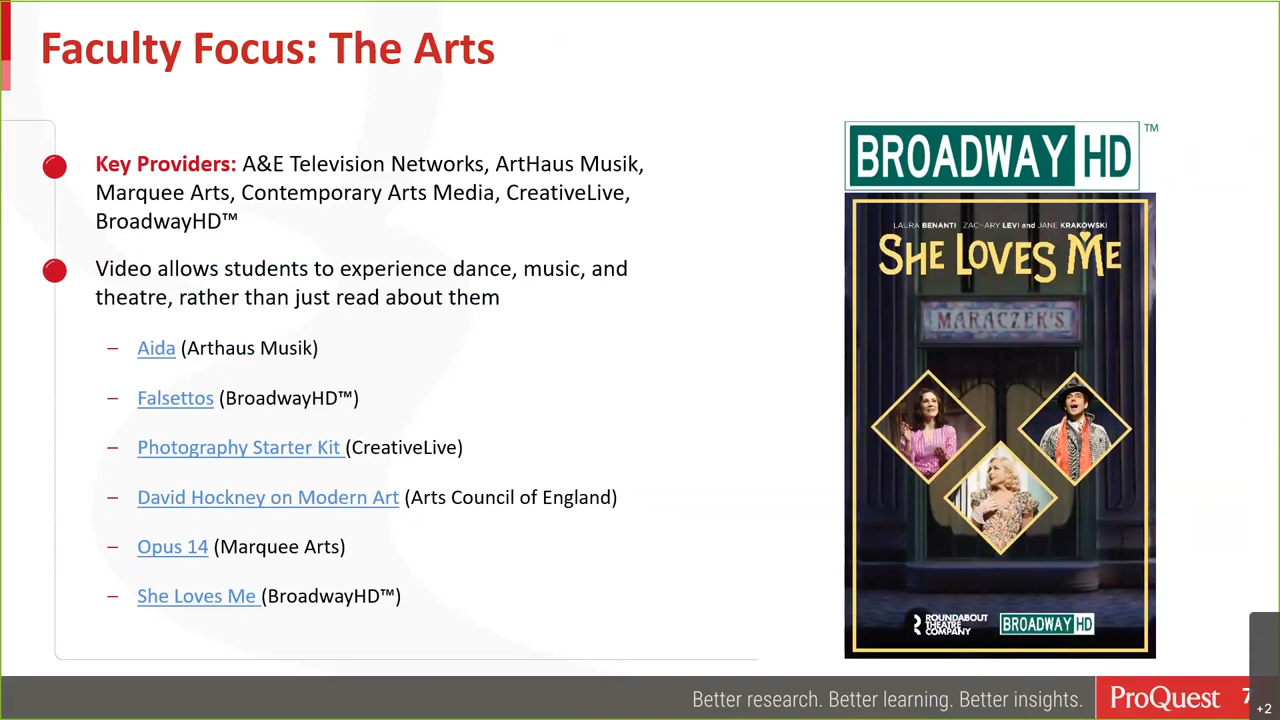 Faculty Focus: The Arts
Key Providers: A&E Television Networks, ArtHaus Musik,
Marquee Arts, Contemporary Arts Media, CreativeLive,
BroadwayHD™
Video allows students to experience dance, music, and
theatre, rather than just read about them
– Aida (Arthaus Musik)
– Falsettos (BroadwayHD™)
– Photography Starter Kit (CreativeLive)
– David Hockney on Modern Art (Arts Council of England)
– Opus 14 (Marquee Arts)
– She Loves Me (BroadwayHD™)
BROADWAY HD ™
LAURA BENANTI ZACHARY LEVI and JANE KRAKOWSKI
SHE LOVES ME
MARACZEK'S
ROUNDABOUT
THEATRE
COMPANY
BROADWAY HD
Better research. Better learning. Better insights.
ProQuest
7
+2